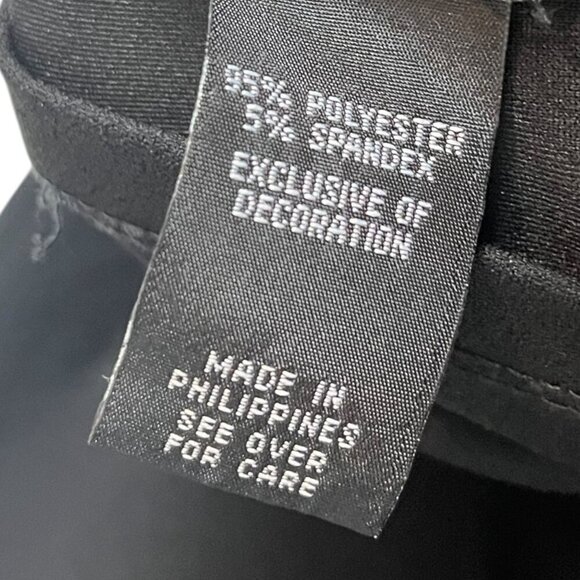 95% POLYESTER
5% SPANDEX
EXCLUSIVE OF
DECORATION
MADE IN
PHILIPPINES
SEE OVER
FOR CARE